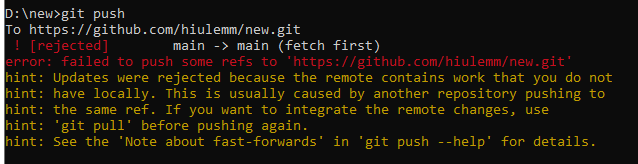 D:\new>git push
To https://github.com/hiulemm/new.git
 ! [rejected]        main -> main (fetch first)
error: failed to push some refs to 'https://github.com/hiulemm/new.git'
hint: Updates were rejected because the remote contains work that you do not
hint: have locally. This is usually caused by another repository pushing to
hint: the same ref. If you want to integrate the remote changes, use
hint: 'git pull' before pushing again.
hint: See the 'Note about fast-forwards' in 'git push --help' for details.